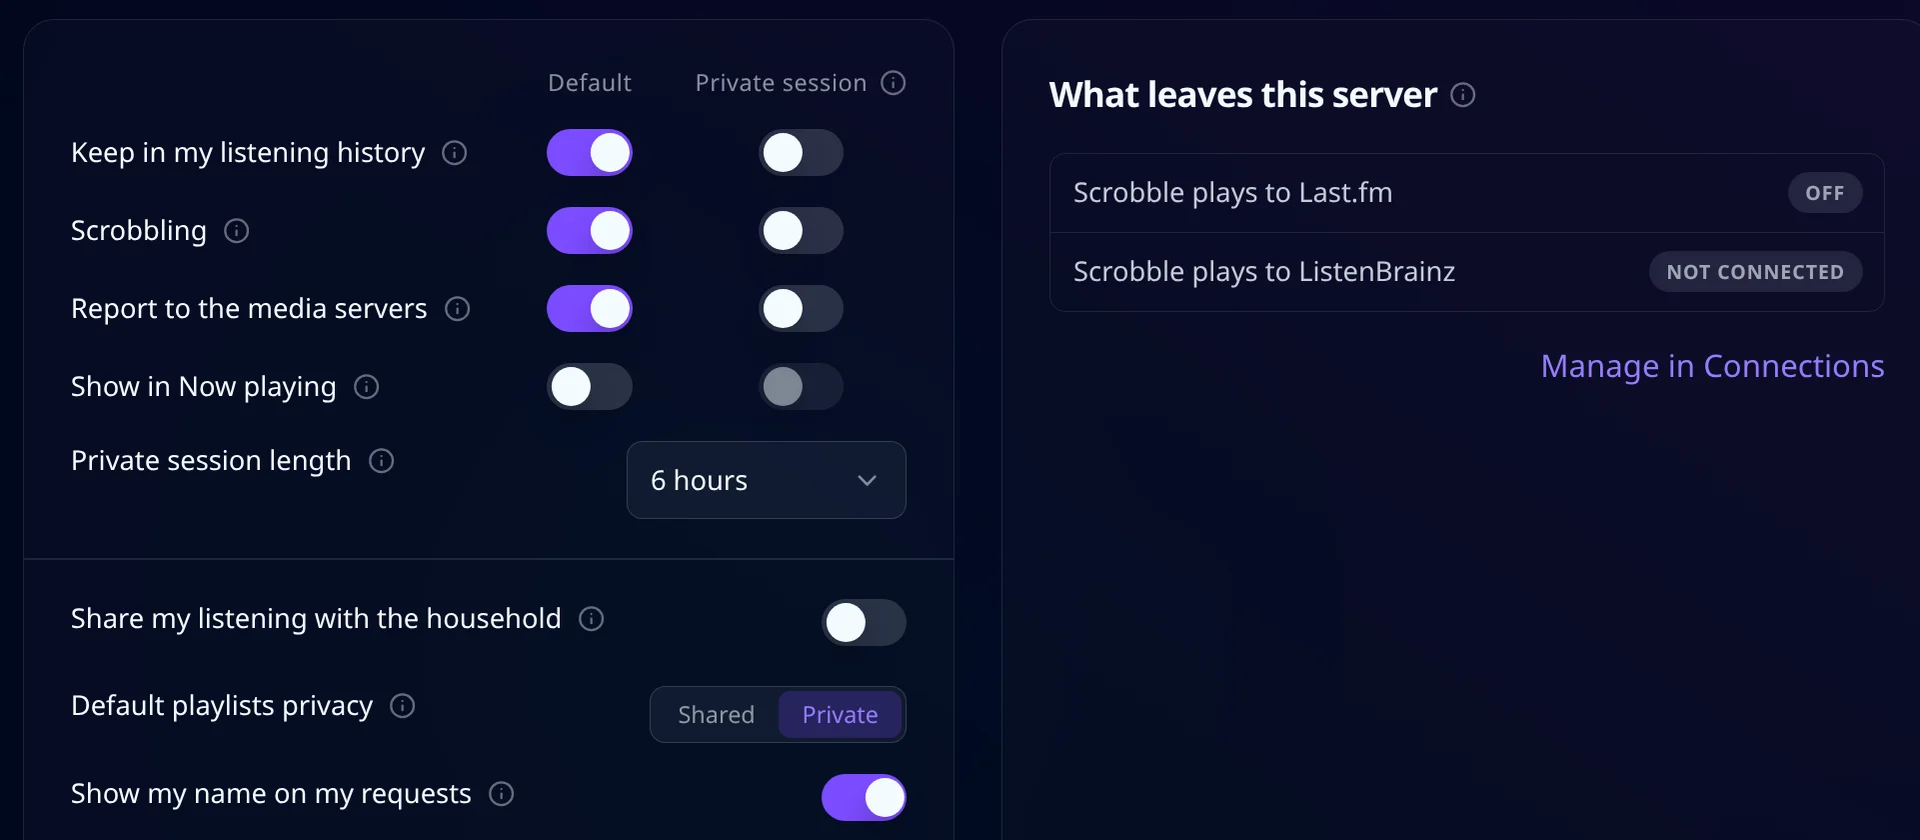 Default
Private session
Keep in my listening history
Scrobbling
Report to the media servers
Show in Now playing
Private session length
6 hours
Share my listening with the household
Default playlists privacy
Shared
Private
Show my name on my requests
What leaves this server
Scrobble plays to Last.fm
OFF
Scrobble plays to ListenBrainz
NOT CONNECTED
Manage in Connections